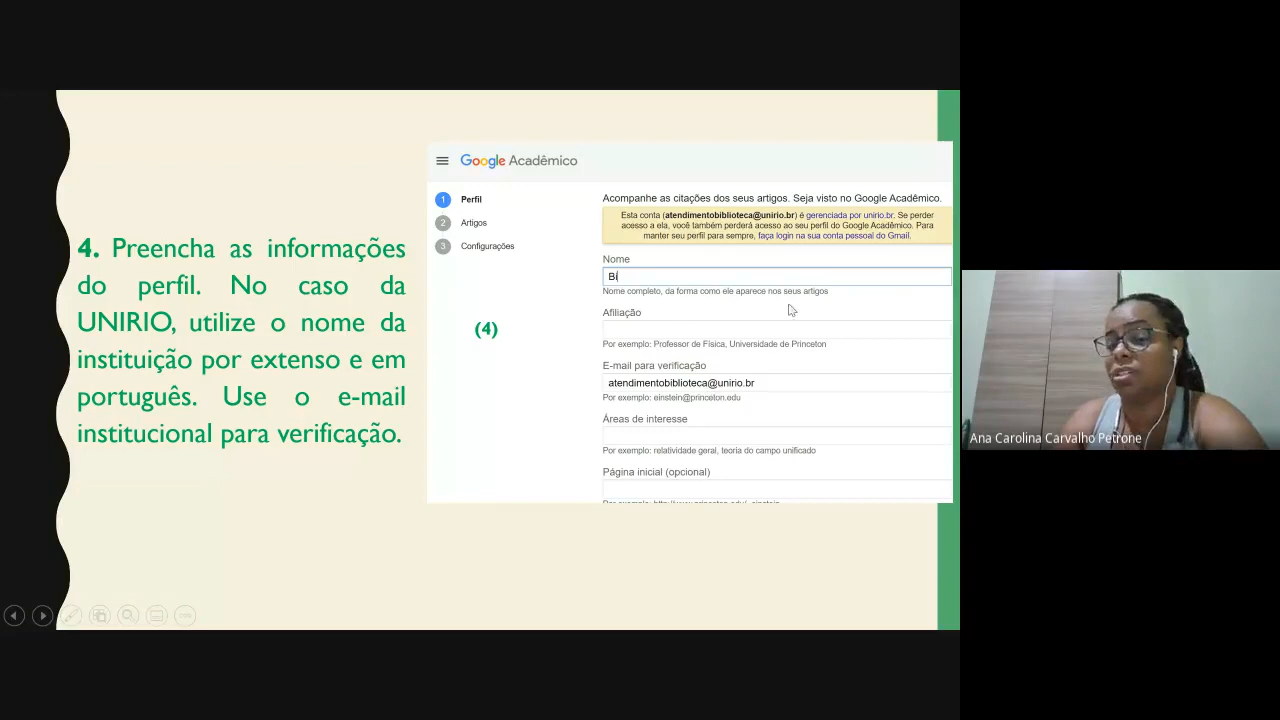 4. Preencha as informações
do perfil. No caso da
UNIRIO, utilize o nome da
instituição por extenso e em
português. Use o e-mail
institucional para verificação.
(4)
Google Acadêmico
1 Perfil
2 Artigos
3 Configurações
Acompanhe as citações dos seus artigos. Seja visto no Google Acadêmico.
Esta conta (atendimentobiblioteca@unirio.br) é gerenciada por unirio.br. Se perder
acesso a ela, você também perderá acesso ao seu perfil do Google Acadêmico. Para
manter seu perfil para sempre, faça login na sua conta pessoal do Gmail.
Nome
Bi
Nome completo, da forma como ele aparece nos seus artigos
Afiliação
Por exemplo: Professor de Física, Universidade de Princeton
E-mail para verificação
atendimentobiblioteca@unirio.br
Por exemplo: einstein@princeton.edu
Áreas de interesse
Por exemplo: relatividade geral, teoria do campo unificado
Página inicial (opcional)
Ana Carolina Carvalho Petrone